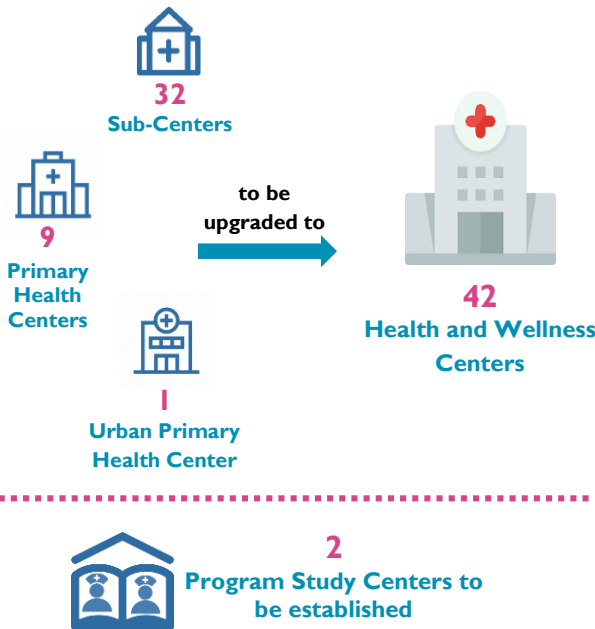 32
Sub-Centers
9
Primary
Health
Centers
1
Urban Primary
Health Center
to be
upgraded to
42
Health and Wellness
Centers
2
Program Study Centers to
be established